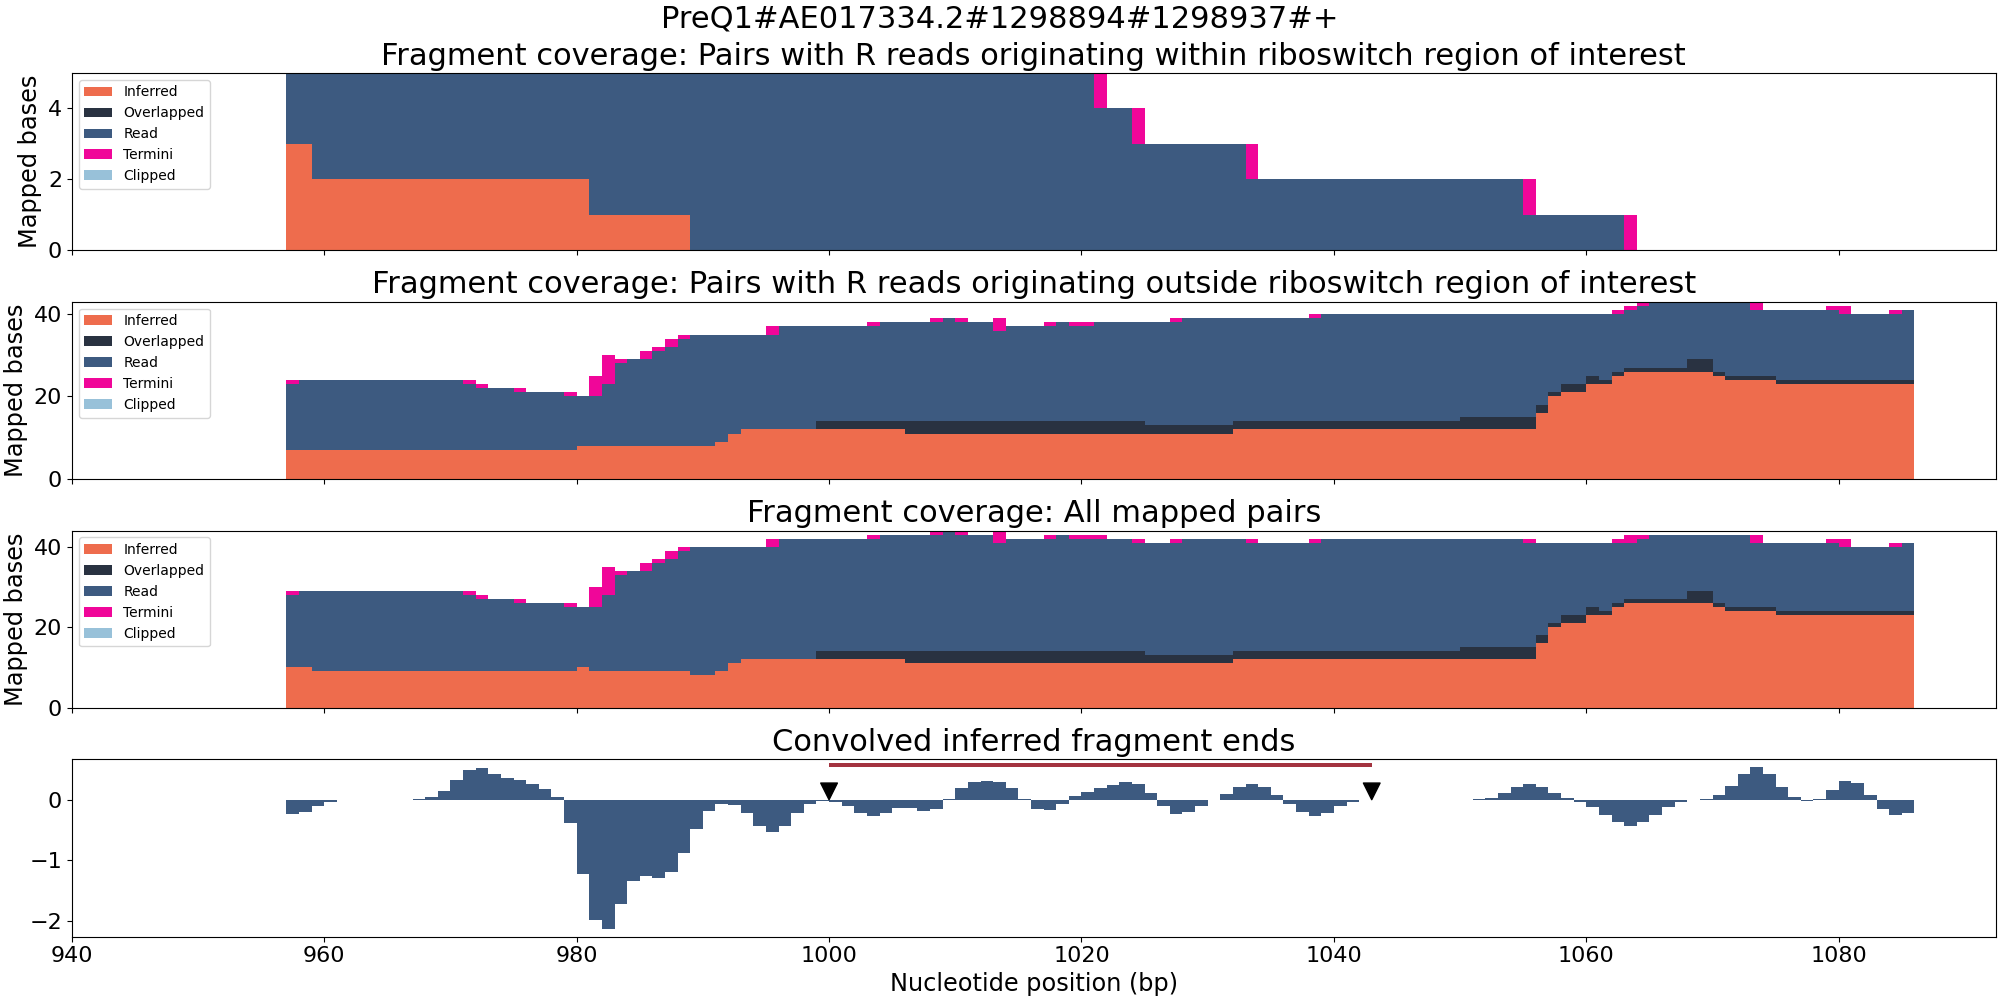 PreQ1#AE017334.2#1298894#1298937#+
Fragment coverage: Pairs with R reads originating within riboswitch region of interest
Mapped bases
4
2
0
Inferred
Overlapped
Read
Termini
Clipped
Fragment coverage: Pairs with R reads originating outside riboswitch region of interest
Mapped bases
40
20
0
Inferred
Overlapped
Read
Termini
Clipped
Fragment coverage: All mapped pairs
Mapped bases
40
20
0
Inferred
Overlapped
Read
Termini
Clipped
Convolved inferred fragment ends
0
−1
−2
940 960 980 1000 1020 1040 1060 1080
Nucleotide position (bp)